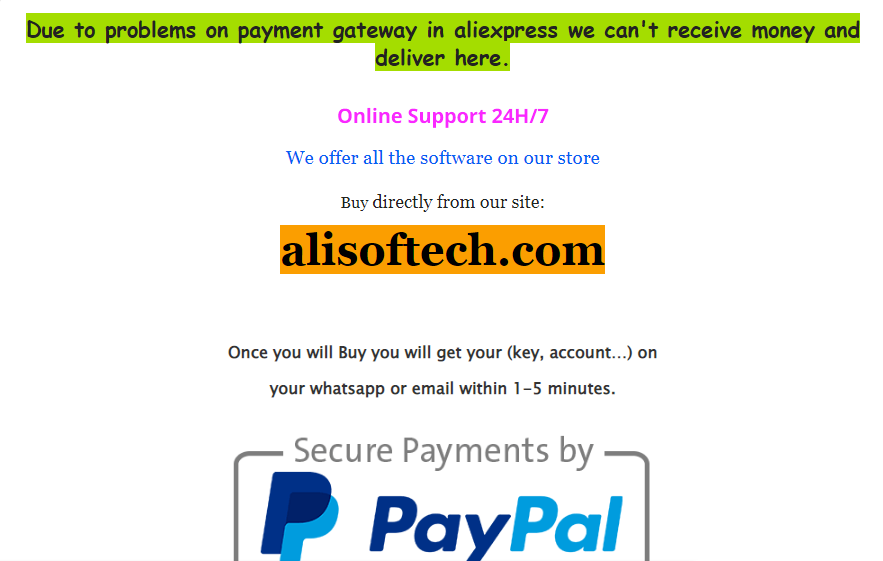 Due to problems on payment gateway in aliexpress we can't receive money and
deliver here.
Online Support 24H/7
We offer all the software on our store
Buy directly from our site:
alisoftech.com
Once you will Buy you will get your (key, account...) on
your whatsapp or email within 1-5 minutes.
Secure Payments by
PayPal